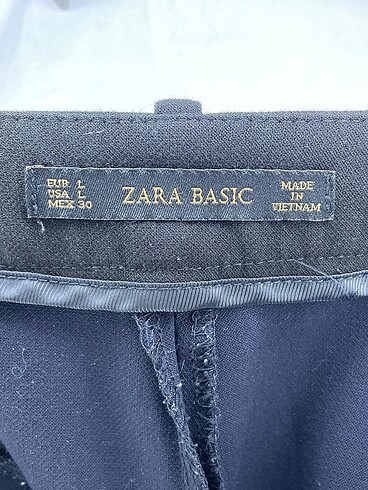 EUR L
USA L
MEX 30
ZARA BASIC
MADE
IN
VIETNAM